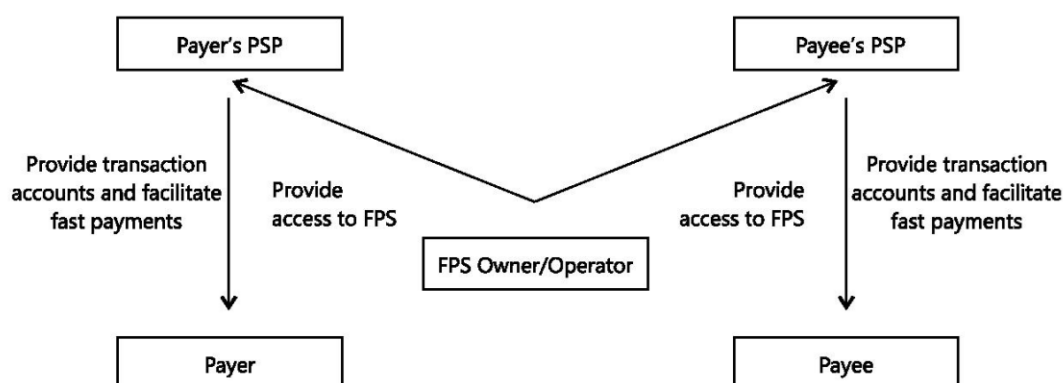 Payer's PSP
Payee's PSP
Provide transaction
accounts and facilitate
fast payments
Provide
access to FPS
Provide
access to FPS
Provide transaction
accounts and facilitate
fast payments
FPS Owner/Operator
Payer
Payee